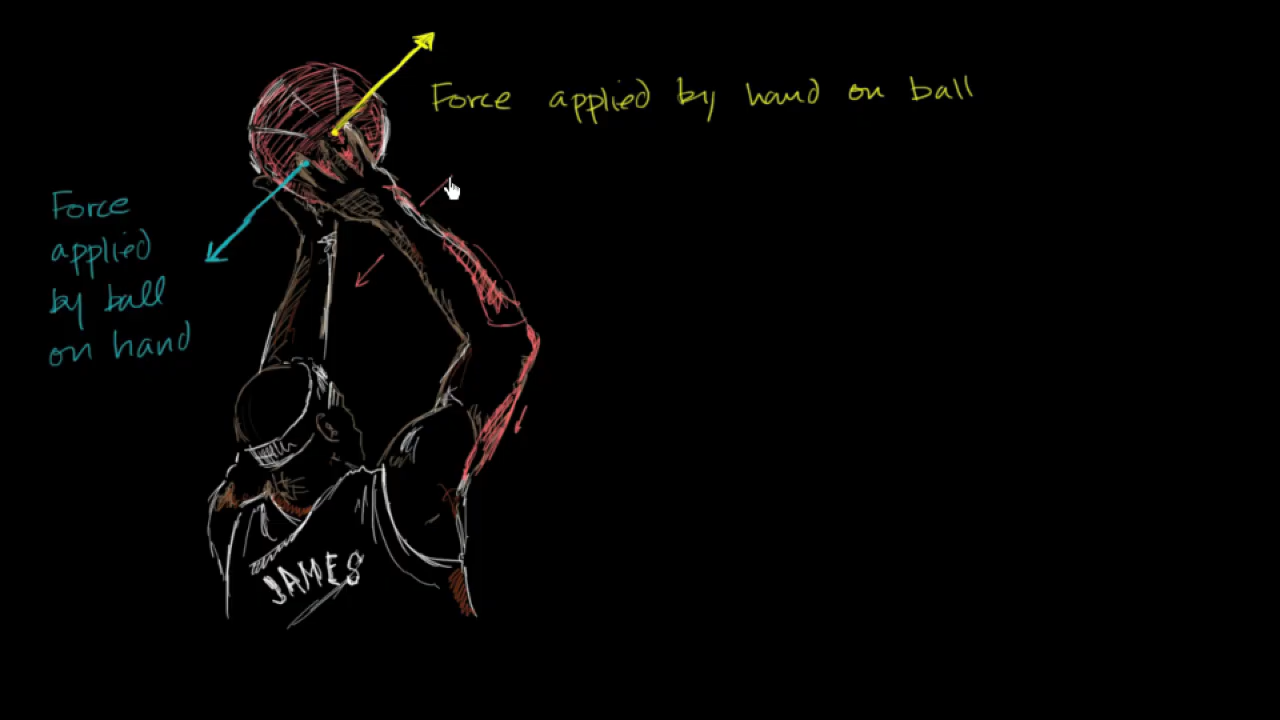 Force applied by hand on ball
Force
applied
by ball
on hand
JAMES